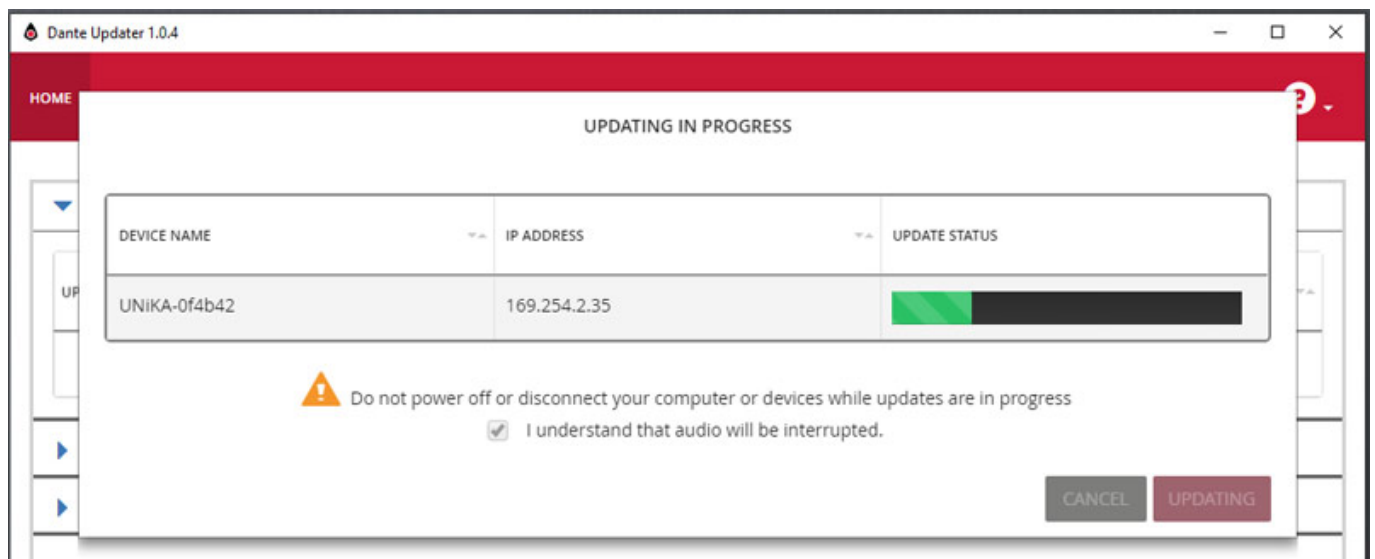 Dante Updater 1.0.4
HOME
?
UPDATING IN PROGRESS
DEVICE NAME IP ADDRESS UPDATE STATUS
UP
UNiKA-0f4b42 169.254.2.35
Do not power off or disconnect your computer or devices while updates are in progress
I understand that audio will be interrupted.
CANCEL UPDATING